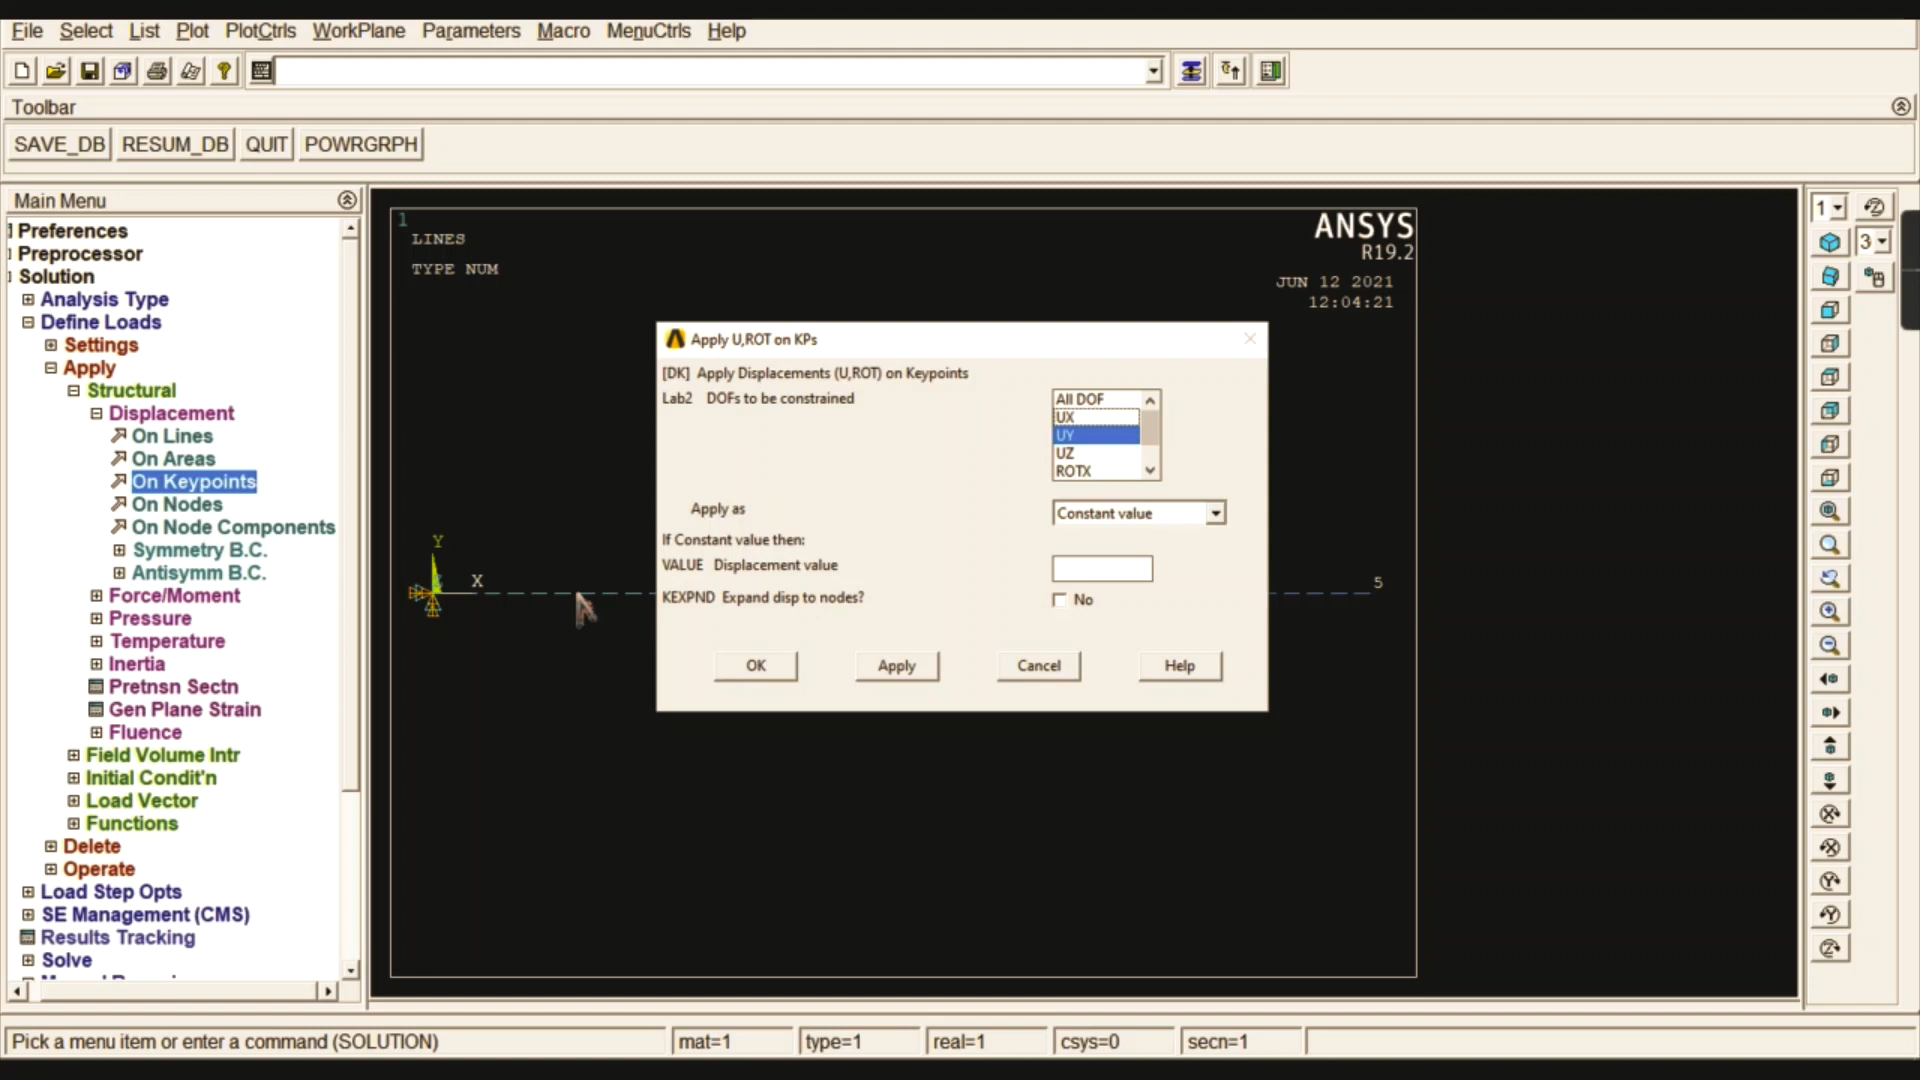 File Select List Plot PlotCtrls WorkPlane Parameters Macro MenuCtrls Help
Toolbar
SAVE_DB RESUM_DB QUIT POWRGRPH
Main Menu
Preferences
Preprocessor
Solution
Analysis Type
Define Loads
Settings
Apply
Structural
Displacement
On Lines
On Areas
On Keypoints
On Nodes
On Node Components
Symmetry B.C.
Antisymm B.C.
Force/Moment
Pressure
Temperature
Inertia
Pretnsn Sectn
Gen Plane Strain
Fluence
Field Volume Intr
Initial Condit'n
Load Vector
Functions
Delete
Operate
Load Step Opts
SE Management (CMS)
Results Tracking
Solve
1
LINES
TYPE NUM
ANSYS
R19.2
JUN 12 2021
12:04:21
Y
X
5
Apply U,ROT on KPs
[DK] Apply Displacements (U,ROT) on Keypoints
Lab2 DOFs to be constrained
All DOF
UX
UY
UZ
ROTX
Apply as
Constant value
If Constant value then:
VALUE Displacement value
KEXPND Expand disp to nodes?
No
OK Apply Cancel Help
1
3
Pick a menu item or enter a command (SOLUTION) mat=1 type=1 real=1 csys=0 secn=1